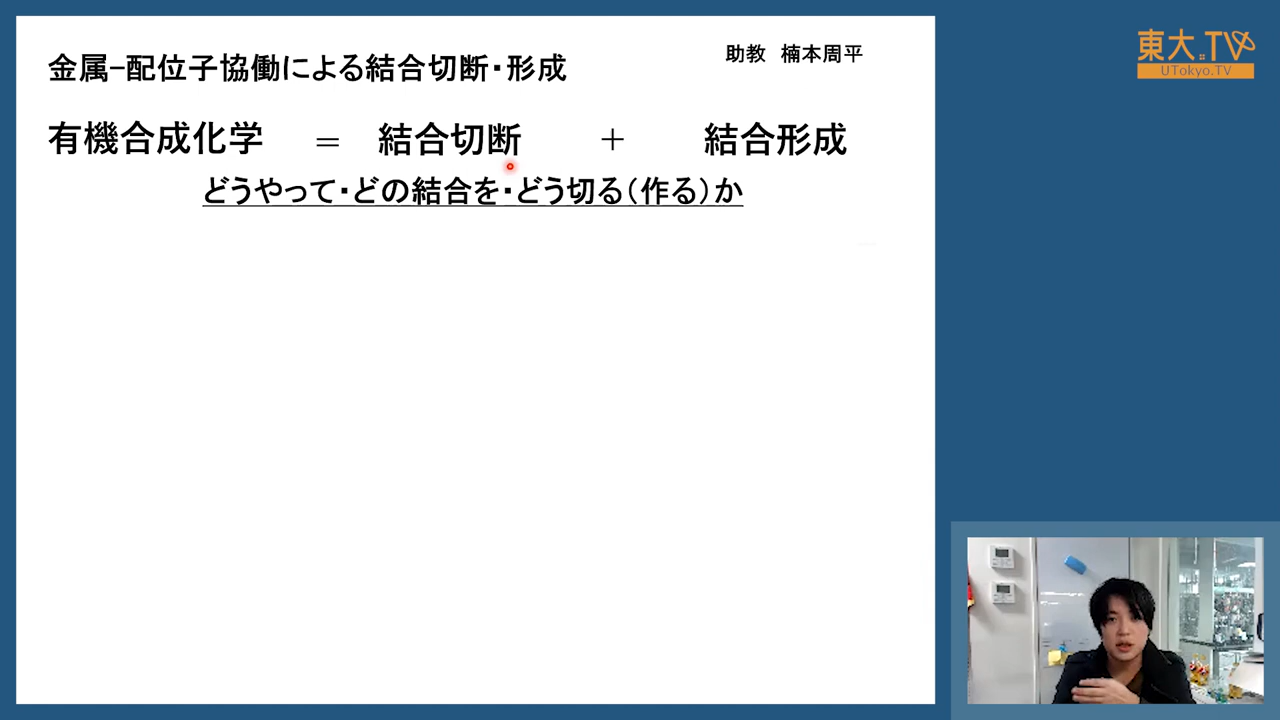 金属−配位子協働による結合切断・形成
助教 楠本周平
有機合成化学 = 結合切断 + 結合形成
どうやって・どの結合を・どう切る(作る)か
東大.TV
UTokyo.TV